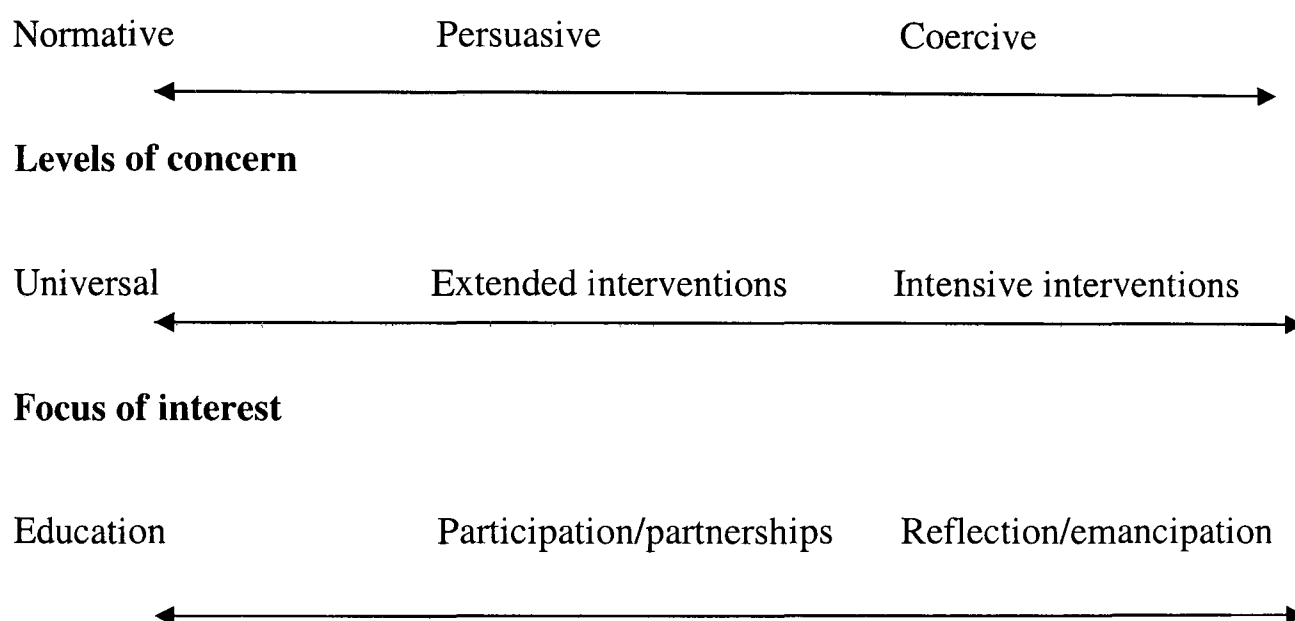 Normative Persuasive Coercive
Levels of concern
Universal Extended interventions Intensive interventions
Focus of interest
Education Participation/partnerships Reflection/emancipation